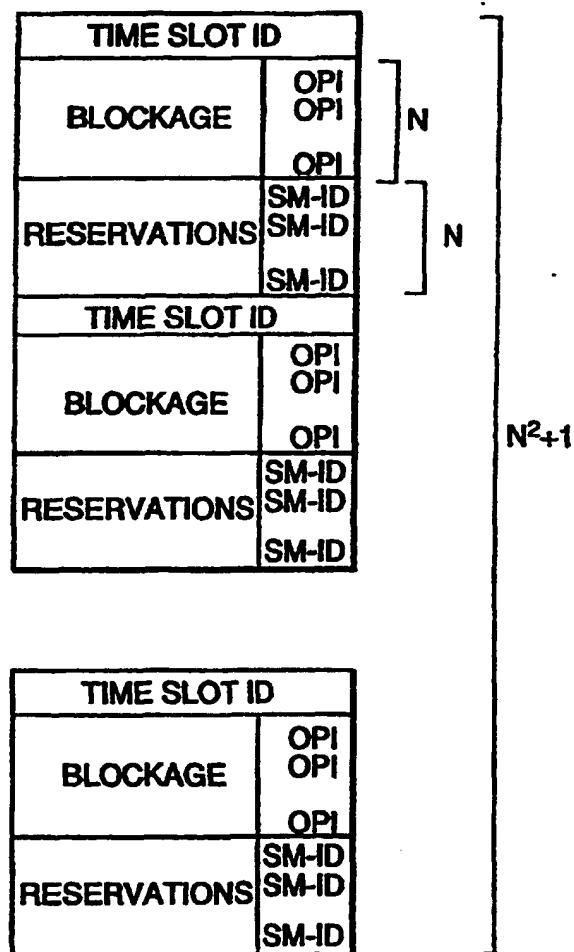 TIME SLOT ID
OPI
BLOCKAGE OPI N
OPI
SM-ID
RESERVATIONS SM-ID N
SM-ID
TIME SLOT ID
OPI
OPI
BLOCKAGE
OPI N²+1
SM-ID
RESERVATIONS SM-ID
SM-ID
TIME SLOT ID
OPI
BLOCKAGE OPI
OPI
SM-ID
RESERVATIONS SM-ID
SM-ID